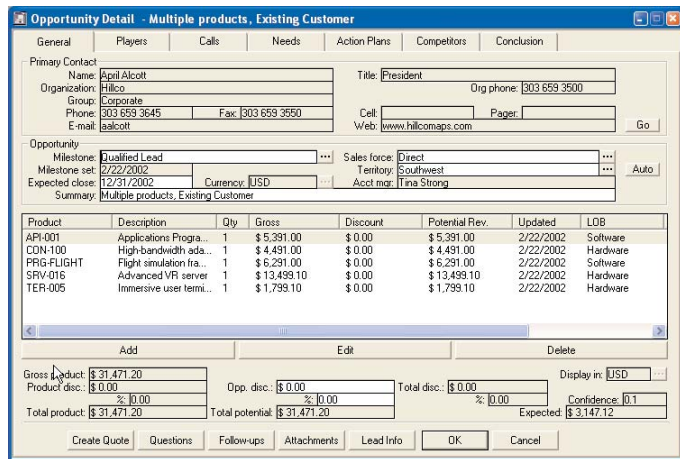 Opportunity Detail - Multiple products, Existing Customer
General Players Calls Needs Action Plans Competitors Conclusion
Primary Contact
Name: April Alcott Title: President
Organization: Hillco Org phone: 303 659 3500
Group: Corporate
Phone: 303 659 3645 Fax: 303 659 3550 Cell: Pager:
E-mail: aalcott Web: www.hillcomaps.com Go
Opportunity
Milestone: Qualified Lead ... Sales force: Direct ...
Milestone set: 2/22/2002 Territory: Southwest ... Auto
Expected close: 12/31/2002 Currency: USD ... Acct mgr: Tina Strong
Summary: Multiple products, Existing Customer
Product Description Qty Gross Discount Potential Rev. Updated LOB
API-001 Applications Progra... 1 $ 5,391.00 $ 0.00 $ 5,391.00 2/22/2002 Software
CON-100 High-bandwidth ada... 1 $ 4,491.00 $ 0.00 $ 4,491.00 2/22/2002 Hardware
PRG-FLIGHT Flight simulation fra... 1 $ 6,291.00 $ 0.00 $ 6,291.00 2/22/2002 Software
SRV-016 Advanced VR server 1 $ 13,499.10 $ 0.00 $ 13,499.10 2/22/2002 Hardware
TER-005 Immersive user termi... 1 $ 1,799.10 $ 0.00 $ 1,799.10 2/22/2002 Hardware
Add Edit Delete
Gross product: $ 31,471.20 Display in: USD ...
Product disc.: $ 0.00 Opp. disc.: $ 0.00 Total disc.: $ 0.00
%: 0.00 %: 0.00 %: 0.00 Confidence: 0.1
Total product: $ 31,471.20 Total potential: $ 31,471.20 Expected: $ 3,147.12
Create Quote Questions Follow-ups Attachments Lead Info OK Cancel